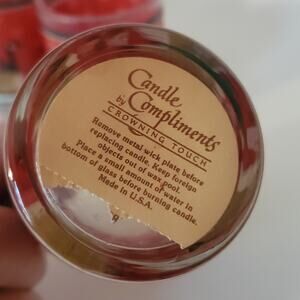 Candle
by Compliments
CROWNING TOUCH
Remove metal wick plate before
replacing candle. Keep foreign
objects out of wax pool.
Place a small amount of water in
bottom of glass before burning candle.
Made in U.S.A.